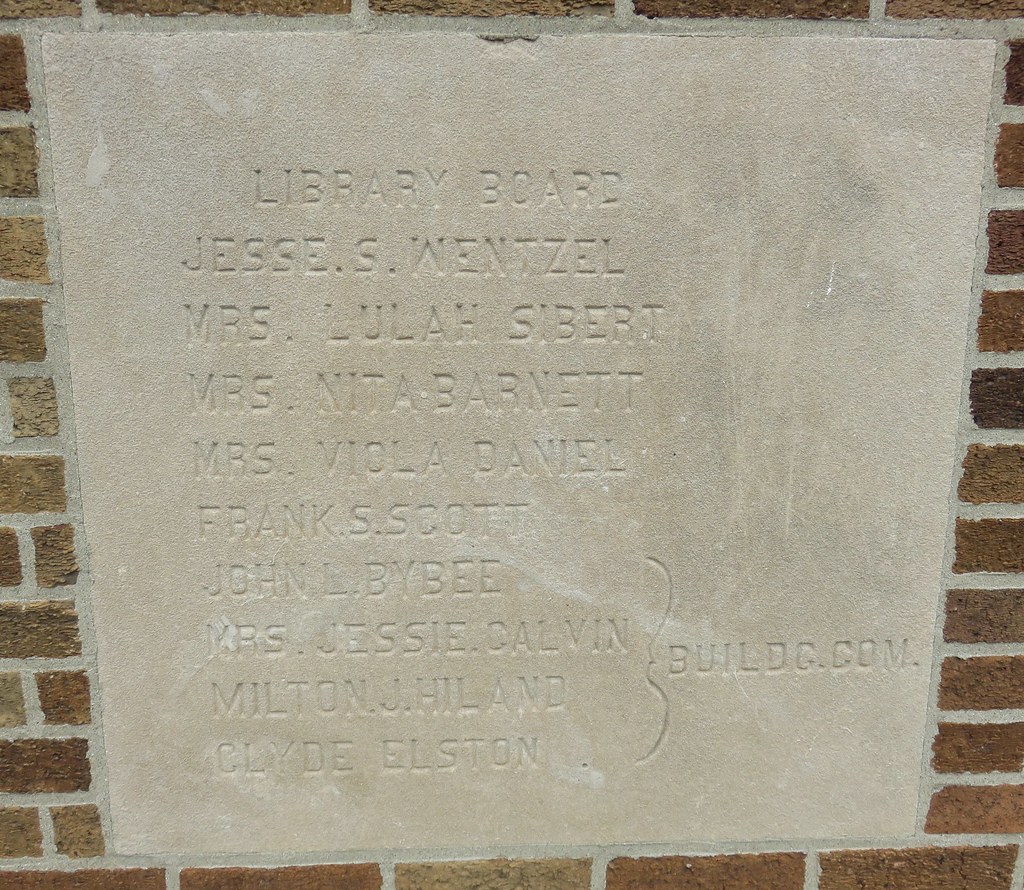 LIBRARY BOARD
JESSE.S.WENTZEL
MRS. LULAH SIBERT
MRS. NITA BARNETT
MRS. VIOLA DANIEL
FRANK.S.SCOTT
JOHN L.BYBEE
MRS. JESSIE.CALVIN
BUILDG.COM.
MILTON.J.HILAND
CLYDE ELSTON